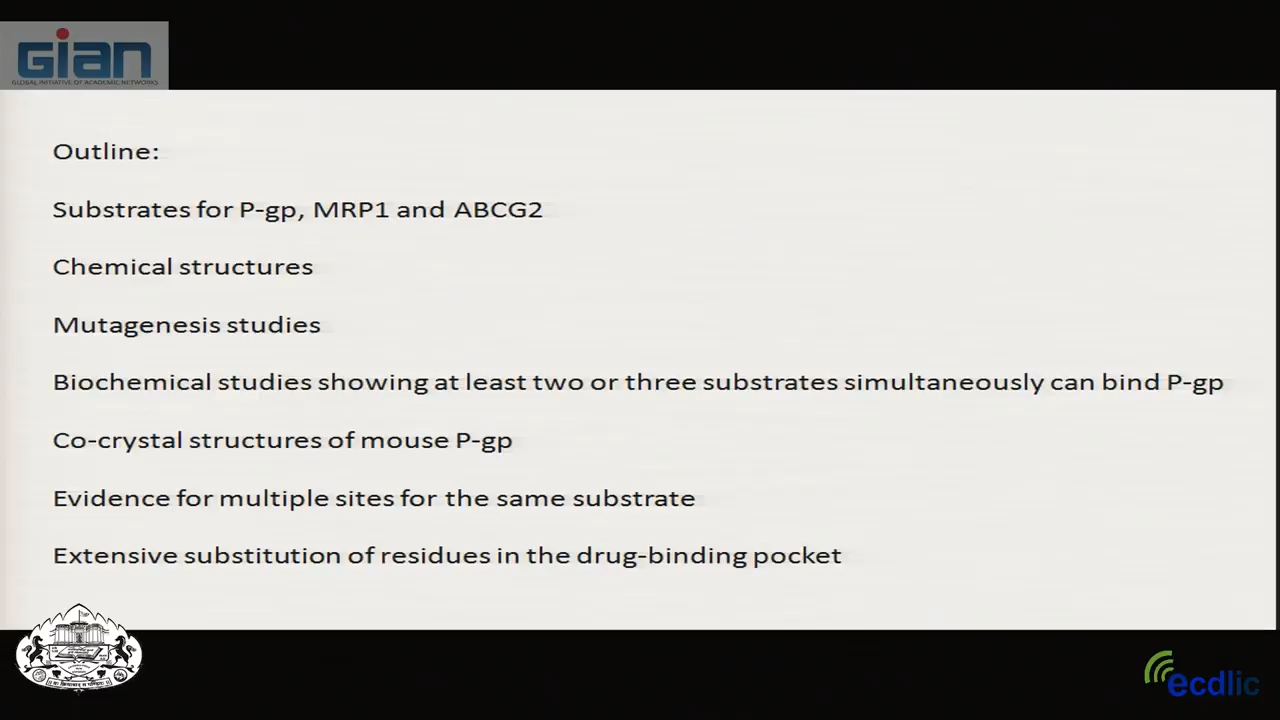 GIAN
GLOBAL INITIATIVE OF ACADEMIC NETWORKS
Outline:
Substrates for P-gp, MRP1 and ABCG2
Chemical structures
Mutagenesis studies
Biochemical studies showing at least two or three substrates simultaneously can bind P-gp
Co-crystal structures of mouse P-gp
Evidence for multiple sites for the same substrate
Extensive substitution of residues in the drug-binding pocket
ecdlic